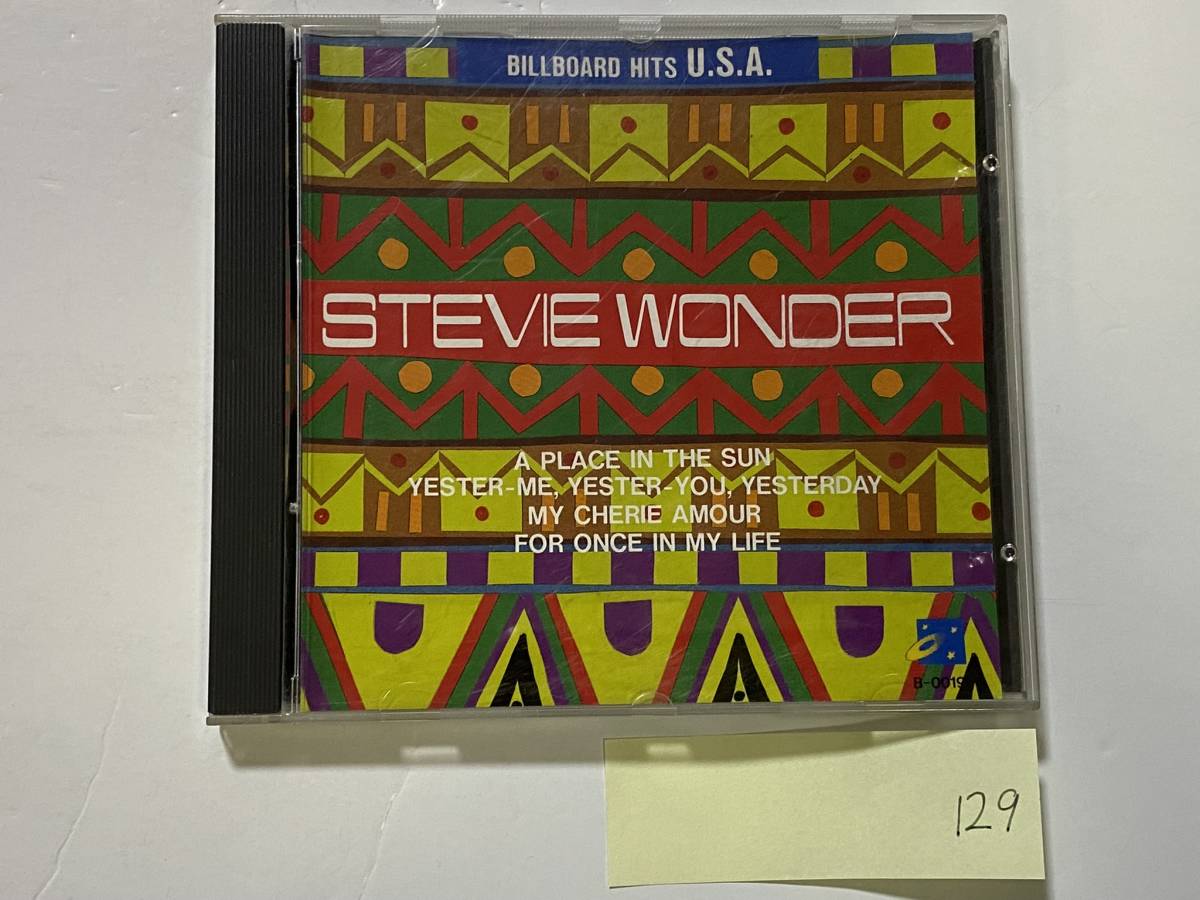 BILLBOARD HITS U.S.A.
STEVIE WONDER
A PLACE IN THE SUN
YESTER-ME, YESTER-YOU, YESTERDAY
MY CHERIE AMOUR
FOR ONCE IN MY LIFE
B-0019
129